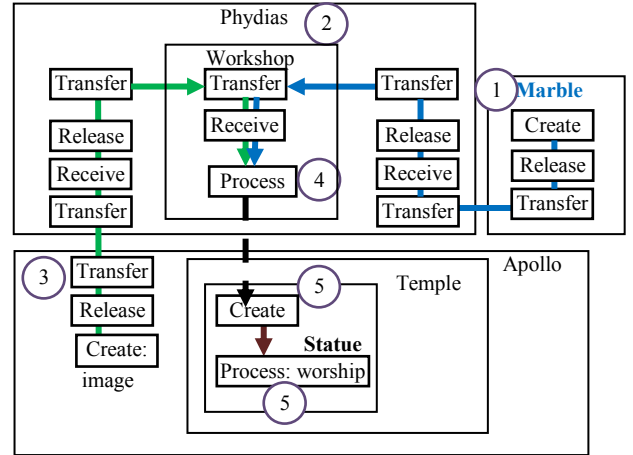 Phydias
2
Workshop
Transfer
Transfer
Transfer
1
Marble
Create
Release
Receive
Release
Release
Receive
Process
4
Receive
Transfer
Transfer
Transfer
3
Transfer
Apollo
Temple
5
Release
Create
Create:
image
Statue
Process: worship
5